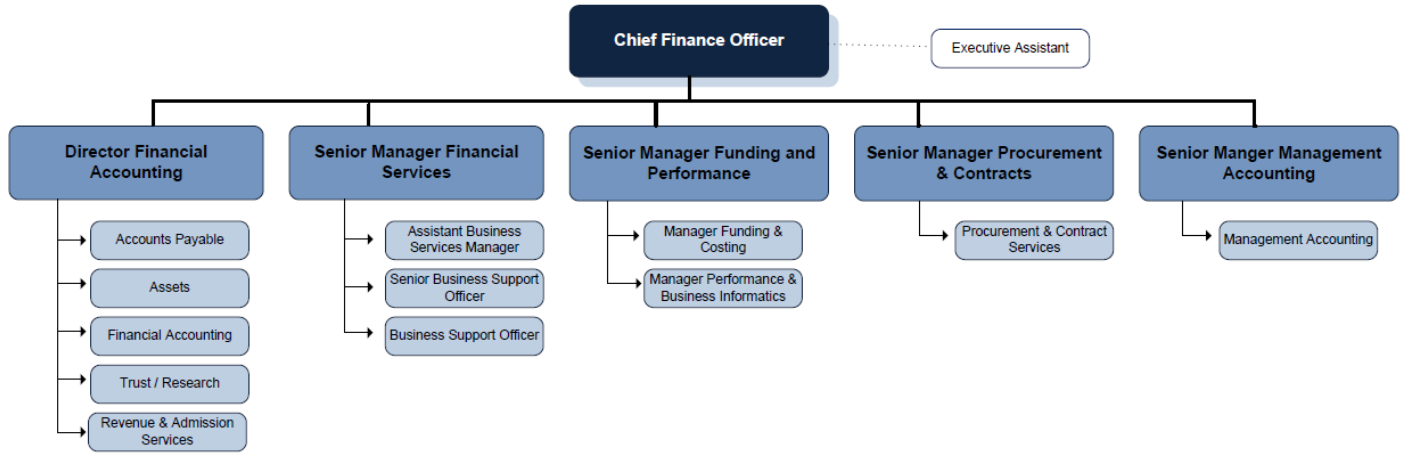 Chief Finance Officer
Executive Assistant
Director Financial
Accounting
Accounts Payable
Assets
Financial Accounting
Trust / Research
Revenue & Admission
Services
Senior Manager Financial
Services
Assistant Business
Services Manager
Senior Business Support
Officer
Business Support Officer
Senior Manager Funding and
Performance
Manager Funding &
Costing
Manager Performance &
Business Informatics
Senior Manager Procurement
& Contracts
Procurement & Contract
Services
Senior Manger Management
Accounting
Management Accounting